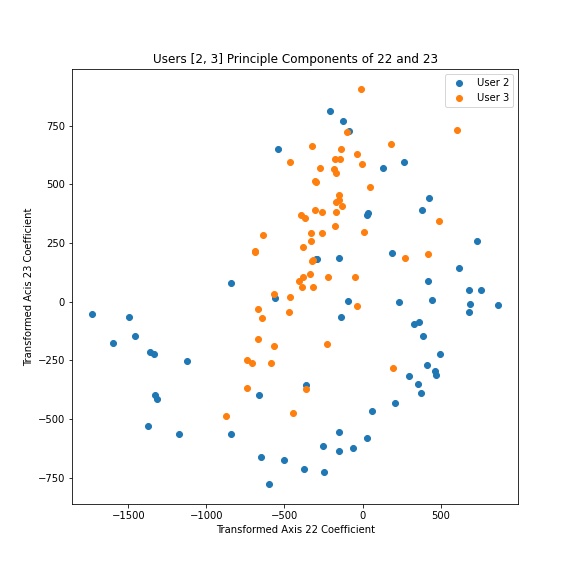 Users [2, 3] Principle Components of 22 and 23
User 2
User 3
Transformed Acis 23 Coefficient
750
500
250
0
−250
−500
−750
−1500
−1000
−500
0
500
Transformed Axis 22 Coefficient